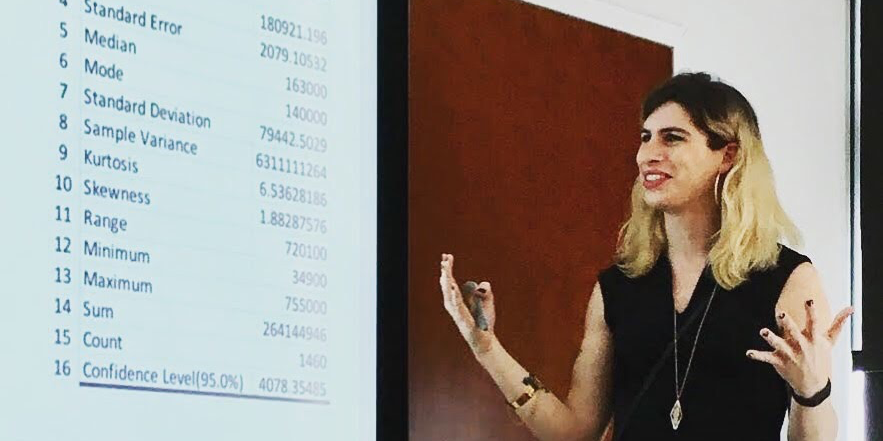 180921.196
4 Standard Error 2079.10532
5 Median 163000
6 Mode 140000
7 Standard Deviation 79442.5029
8 Sample Variance 6311111264
9 Kurtosis 6.53628186
10 Skewness 1.88287576
11 Range 720100
12 Minimum 34900
13 Maximum 755000
14 Sum 264144946
15 Count 1460
16 Confidence Level(95.0%) 4078.35485